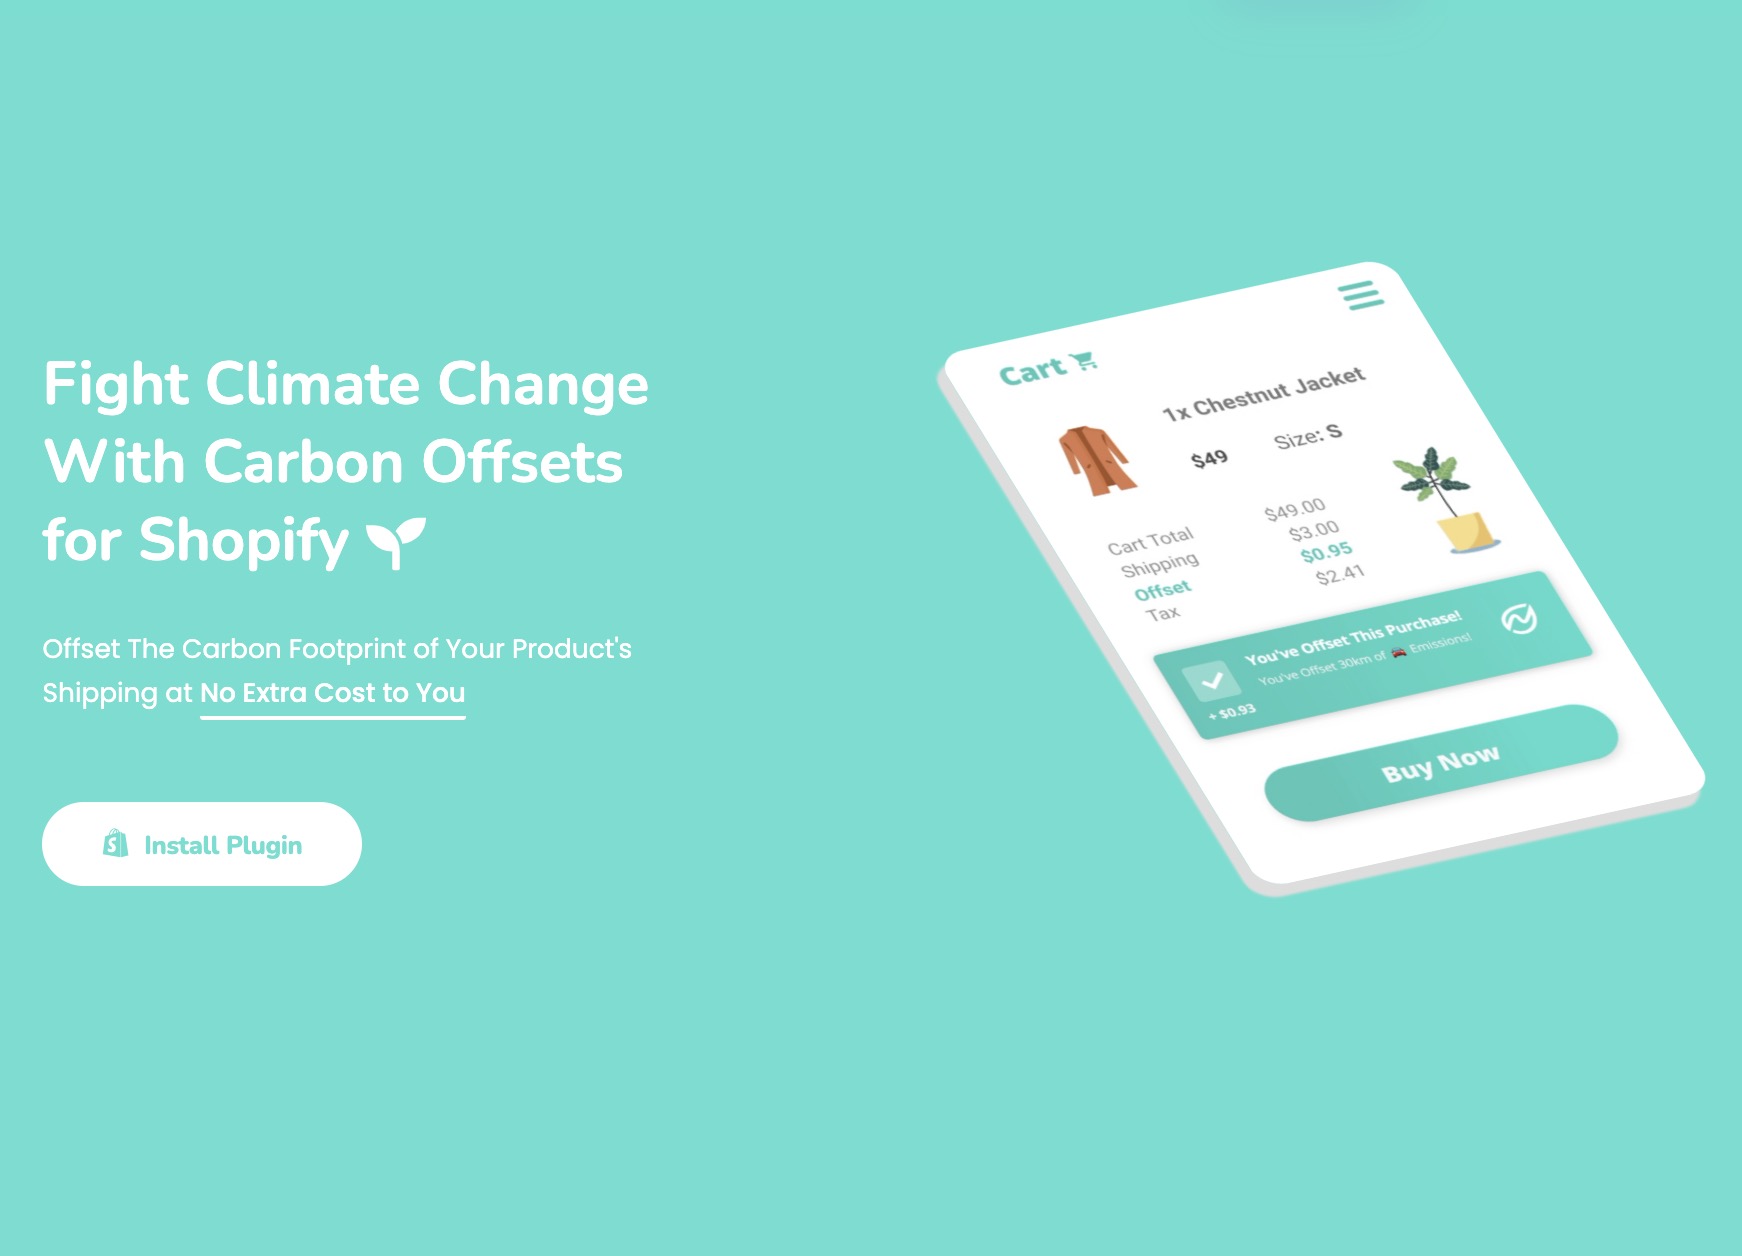 Fight Climate Change
With Carbon Offsets
for Shopify
Offset The Carbon Footprint of Your Product's
Shipping at No Extra Cost to You
Install Plugin
Cart
1x Chestnut Jacket
$49 Size: S
Cart Total $49.00
Shipping $3.00
Offset $0.95
Tax $2.41
You've Offset This Purchase!
You've Offset 30km of 🚘 Emissions!
+ $0.93
Buy Now